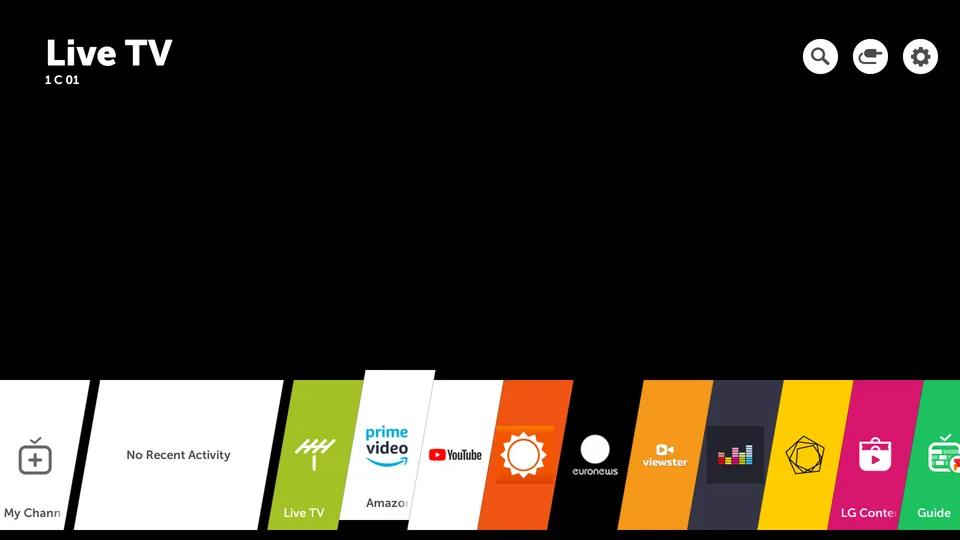 Live TV
1 C 01
My Chann
No Recent Activity
Live TV
prime
video
Amazo
YouTube
euronews
viewster
LG Conte
Guide